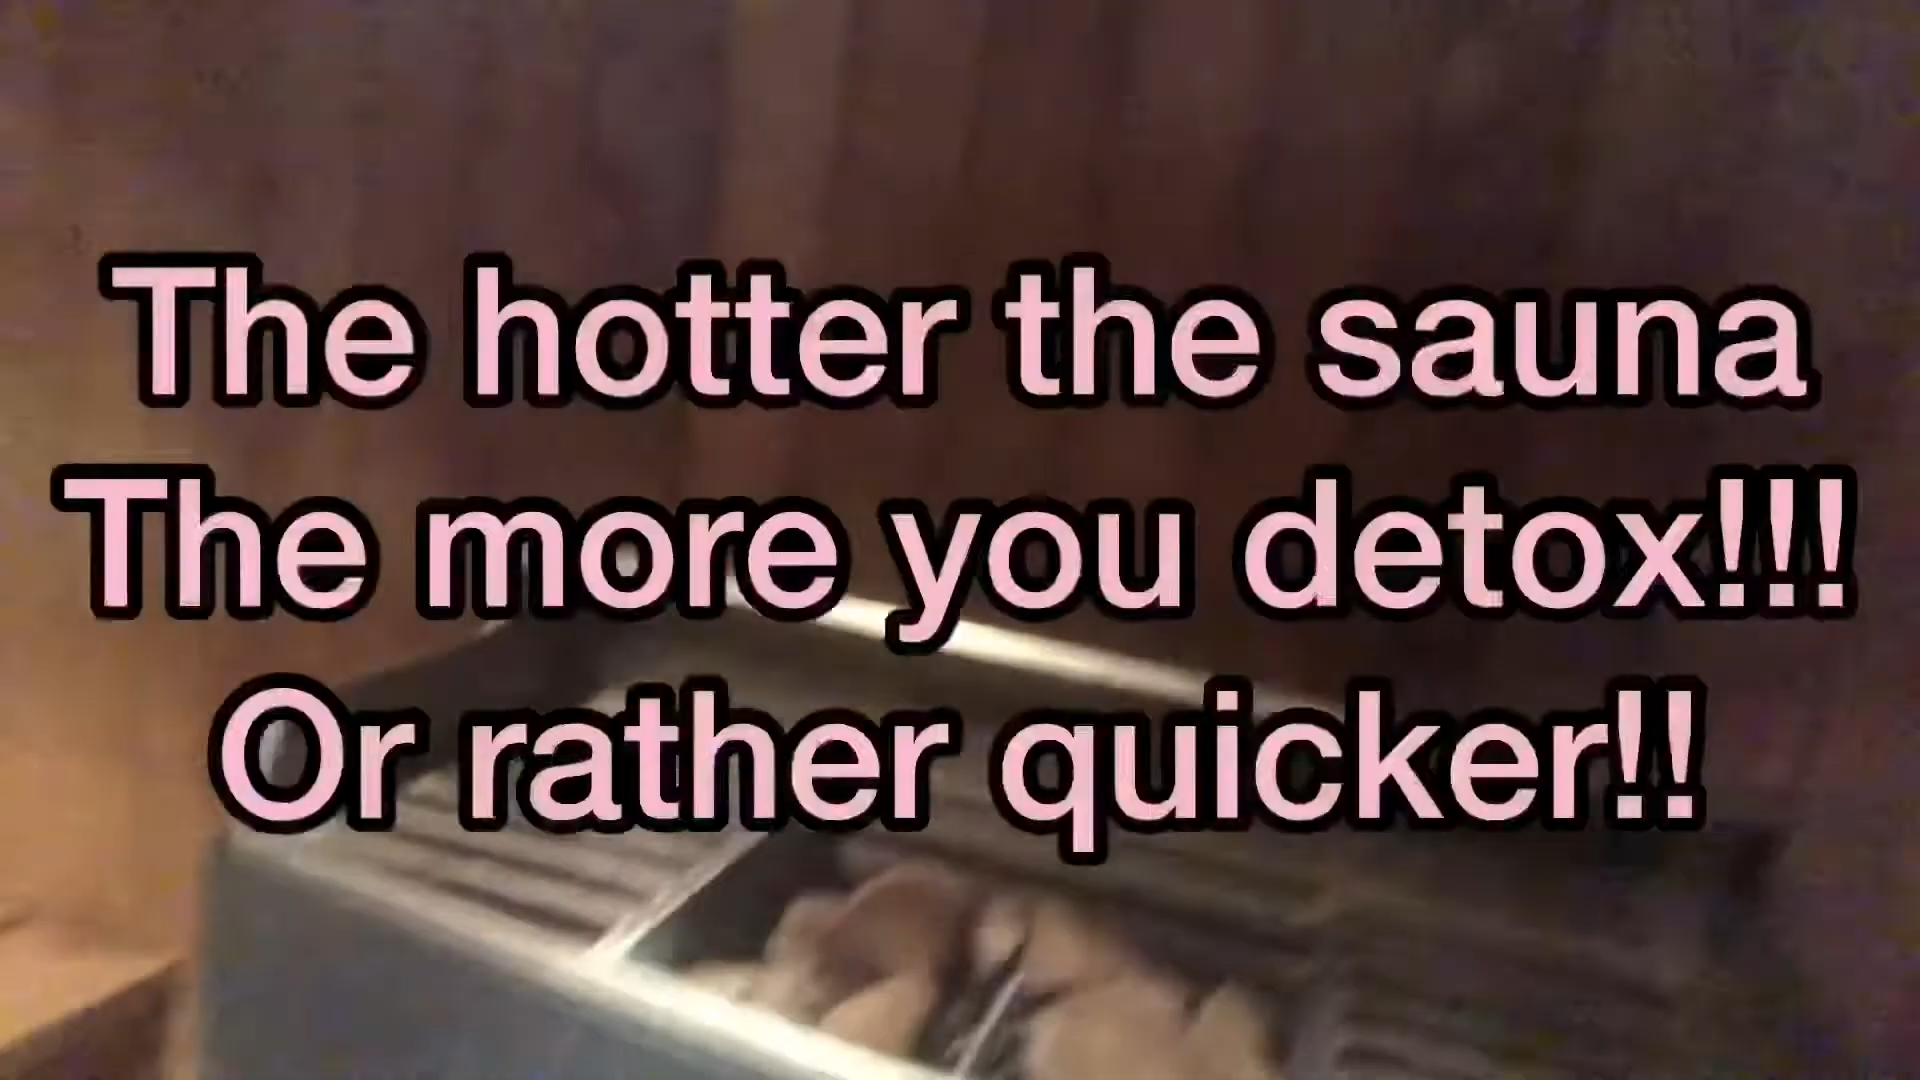 The hotter the sauna
The more you detox!!!
Or rather quicker!!